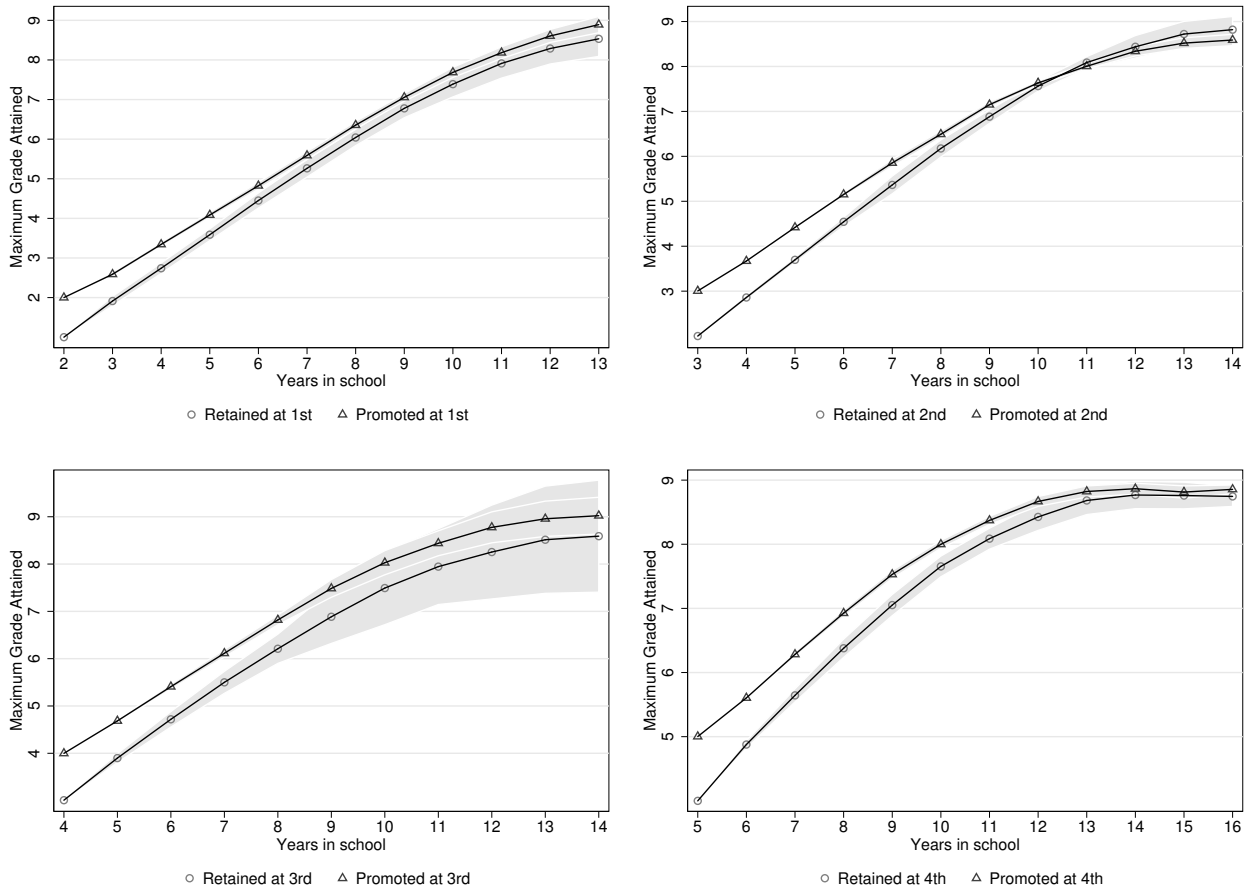 Maximum Grade Attained
9
8
7
6
5
4
3
2
2 3 4 5 6 7 8 9 10 11 12 13
Years in school
Retained at 1st Promoted at 1st
Maximum Grade Attained
9
8
7
6
5
4
3
3 4 5 6 7 8 9 10 11 12 13 14
Years in school
Retained at 2nd Promoted at 2nd
Maximum Grade Attained
9
8
7
6
5
4
4 5 6 7 8 9 10 11 12 13 14
Years in school
Retained at 3rd Promoted at 3rd
Maximum Grade Attained
9
8
7
6
5
5 6 7 8 9 10 11 12 13 14 15 16
Years in school
Retained at 4th Promoted at 4th